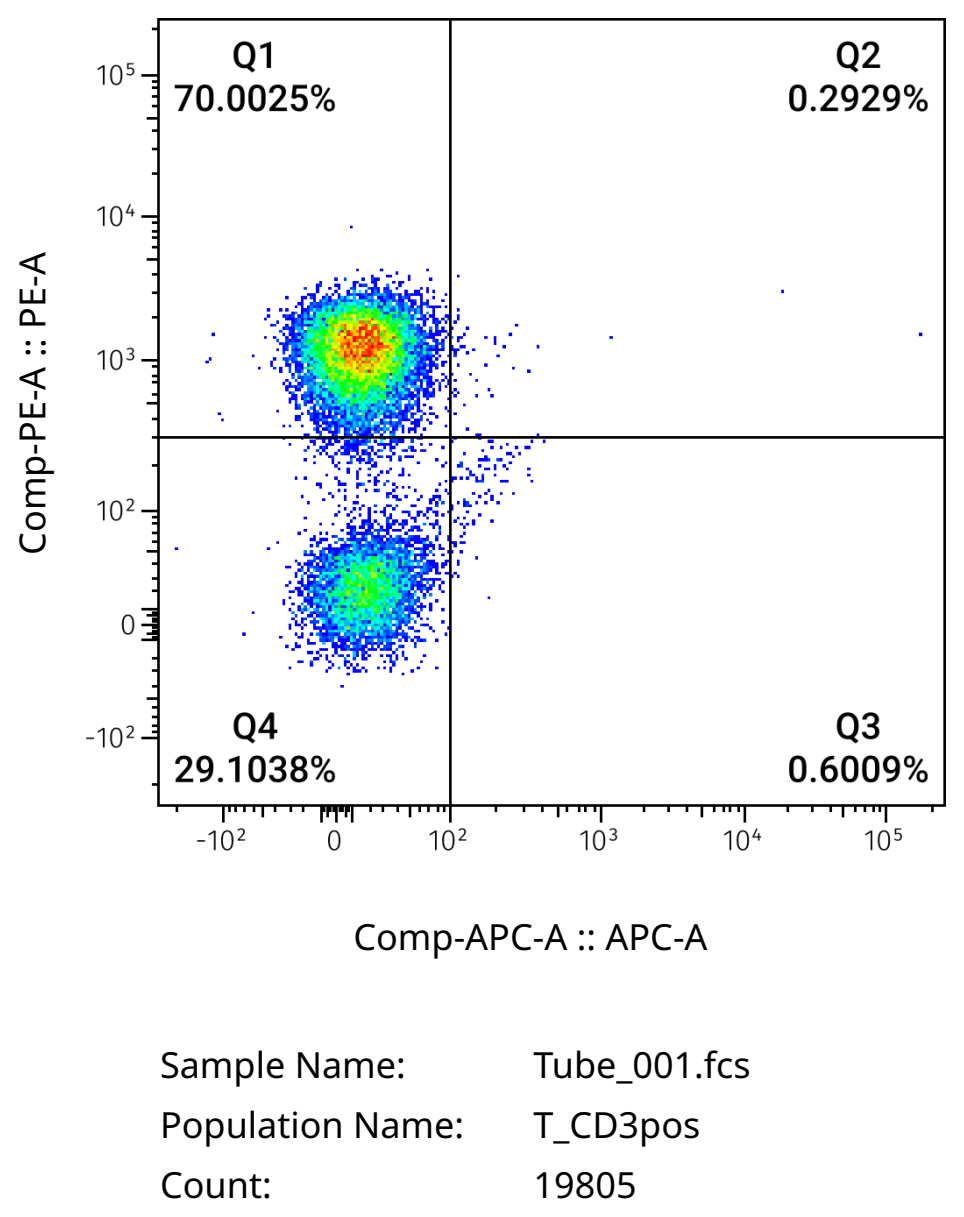 Q1
70.0025%
Q2
0.2929%
10⁵
10⁴
10³
10²
0
-10²
Comp-PE-A :: PE-A
Q4
29.1038%
Q3
0.6009%
-10² 0 10² 10³ 10⁴ 10⁵
Comp-APC-A :: APC-A
Sample Name: Tube_001.fcs
Population Name: T_CD3pos
Count: 19805